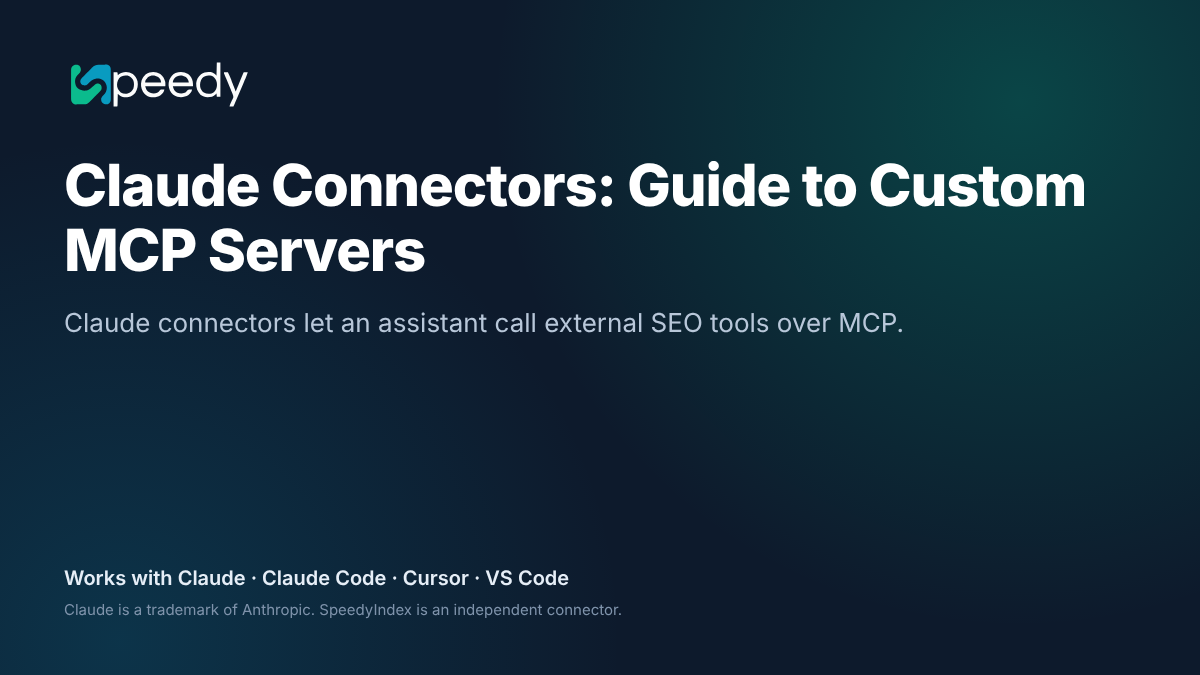 Speedy
Claude Connectors: Guide to Custom
MCP Servers
Claude connectors let an assistant call external SEO tools over MCP.
Works with Claude · Claude Code · Cursor · VS Code
Claude is a trademark of Anthropic. SpeedyIndex is an independent connector.